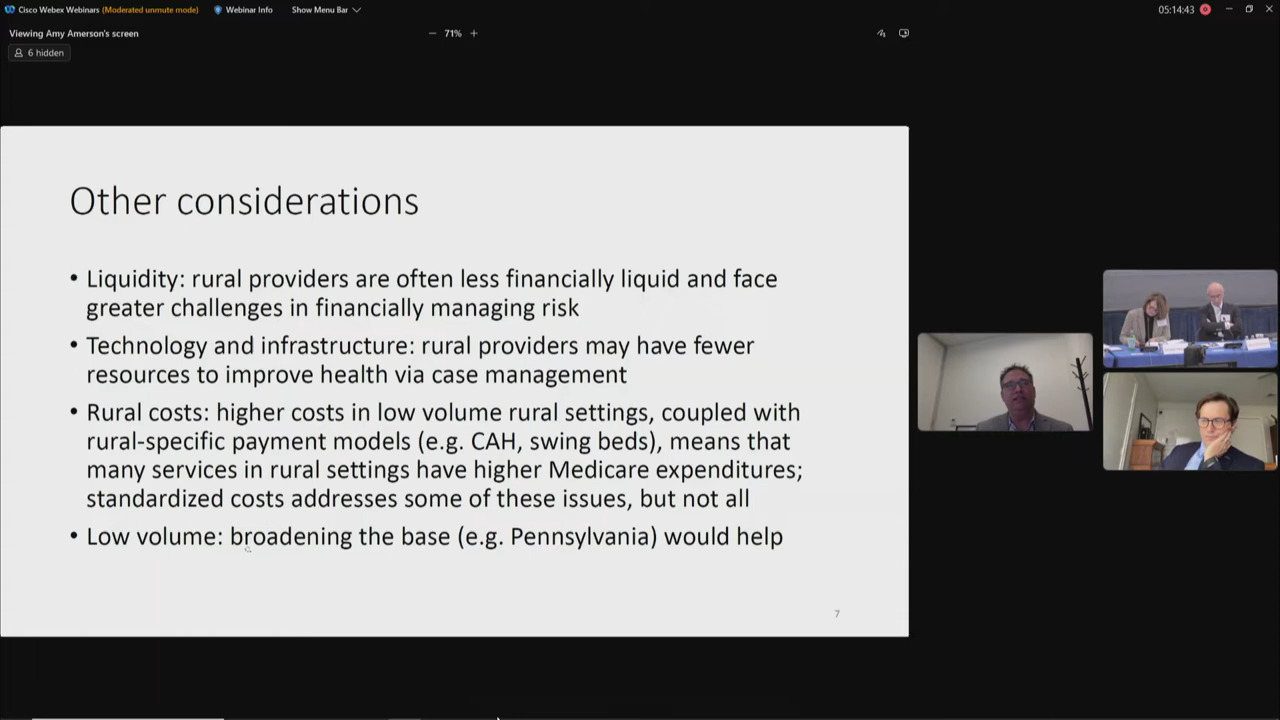 Cisco Webex Webinars (Moderated unmute mode) Webinar Info Show Menu Bar 05:14:43
Viewing Amy Amerson's screen 71%
6 hidden
Other considerations
• Liquidity: rural providers are often less financially liquid and face
greater challenges in financially managing risk
• Technology and infrastructure: rural providers may have fewer
resources to improve health via case management
• Rural costs: higher costs in low volume rural settings, coupled with
rural-specific payment models (e.g. CAH, swing beds), means that
many services in rural settings have higher Medicare expenditures;
standardized costs addresses some of these issues, but not all
• Low volume: broadening the base (e.g. Pennsylvania) would help
7